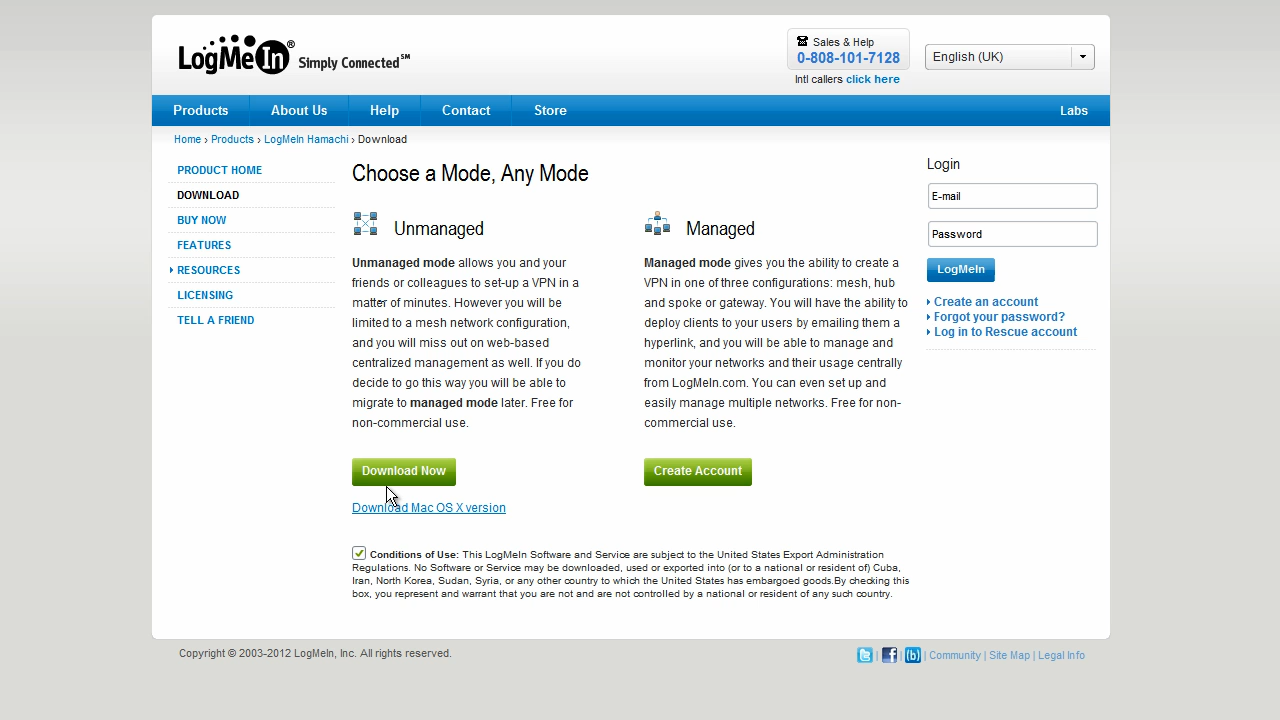 LogMeIn® Simply Connected℠
Sales & Help
0-808-101-7128
Intl callers click here
English (UK)
Products
About Us
Help
Contact
Store
Labs
Home › Products › LogMeIn Hamachi › Download
PRODUCT HOME
DOWNLOAD
BUY NOW
FEATURES
RESOURCES
LICENSING
TELL A FRIEND
Choose a Mode, Any Mode
Unmanaged
Unmanaged mode allows you and your
friends or colleagues to set-up a VPN in a
matter of minutes. However you will be
limited to a mesh network configuration,
and you will miss out on web-based
centralized management as well. If you do
decide to go this way you will be able to
migrate to managed mode later. Free for
non-commercial use.
Download Now
Download Mac OS X version
Managed
Managed mode gives you the ability to create a
VPN in one of three configurations: mesh, hub
and spoke or gateway. You will have the ability to
deploy clients to your users by emailing them a
hyperlink, and you will be able to manage and
monitor your networks and their usage centrally
from LogMeIn.com. You can even set up and
easily manage multiple networks. Free for non-
commercial use.
Create Account
Conditions of Use: This LogMeIn Software and Service are subject to the United States Export Administration
Regulations. No Software or Service may be downloaded, used or exported into (or to a national or resident of) Cuba,
Iran, North Korea, Sudan, Syria, or any other country to which the United States has embargoed goods.By checking this
box, you represent and warrant that you are not and are not controlled by a national or resident of any such country.
Login
E-mail
Password
LogMeIn
Create an account
Forgot your password?
Log in to Rescue account
Copyright © 2003-2012 LogMeIn, Inc. All rights reserved.
| | (b) | Community | Site Map | Legal Info